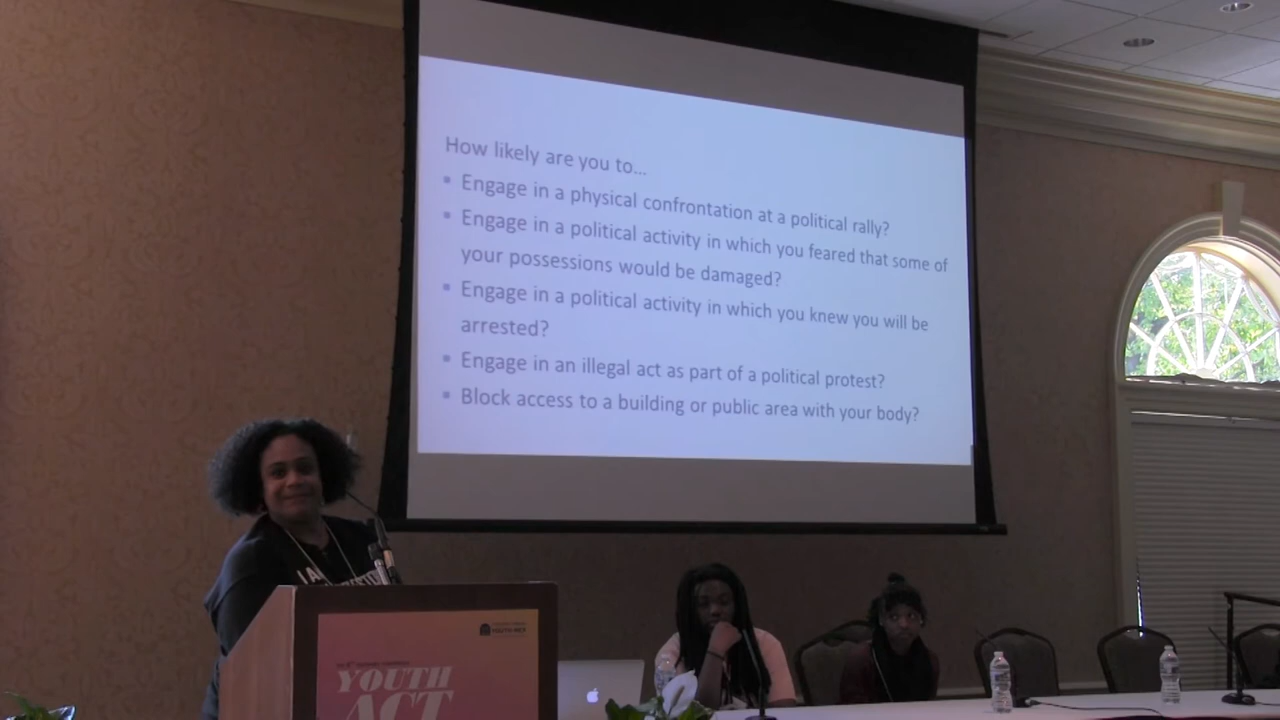 How likely are you to...
• Engage in a physical confrontation at a political rally?
• Engage in a political activity in which you feared that some of
your possessions would be damaged?
• Engage in a political activity in which you knew you will be
arrested?
• Engage in an illegal act as part of a political protest?
• Block access to a building or public area with your body?
YOUTH
ACT